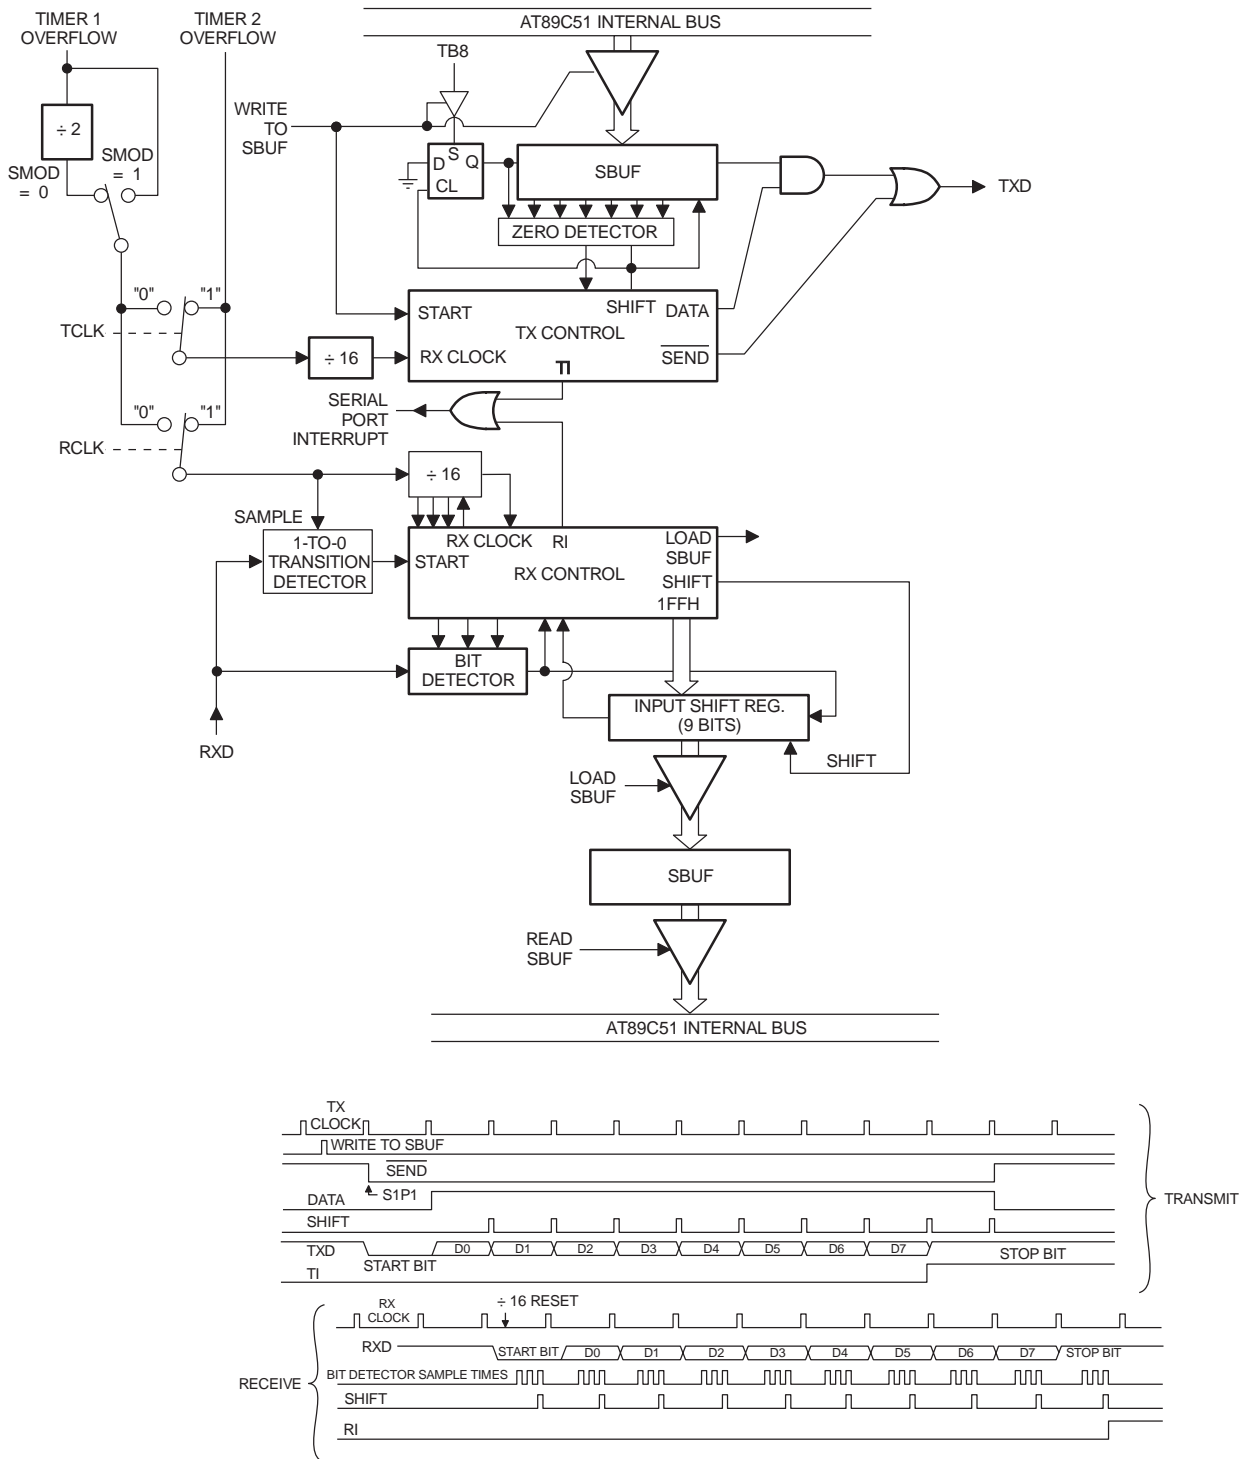 TIMER 1
OVERFLOW
TIMER 2
OVERFLOW
AT89C51 INTERNAL BUS
TB8
WRITE
TO
SBUF
÷ 2
SMOD
= 0
SMOD
= 1
D
S
Q
CL
SBUF
TXD
ZERO DETECTOR
"0"
"1"
TCLK
START
SHIFT
DATA
TX CONTROL
÷ 16
RX CLOCK
SEND
TI
"0"
"1"
SERIAL
PORT
INTERRUPT
RCLK
÷ 16
SAMPLE
1-TO-0
TRANSITION
DETECTOR
RX CLOCK
RI
LOAD
SBUF
START
RX CONTROL
SHIFT
1FFH
BIT
DETECTOR
INPUT SHIFT REG.
(9 BITS)
RXD
SHIFT
LOAD
SBUF
SBUF
READ
SBUF
AT89C51 INTERNAL BUS
TX
CLOCK
WRITE TO SBUF
SEND
S1P1
DATA
TRANSMIT
SHIFT
TXD
START BIT
D0
D1
D2
D3
D4
D5
D6
D7
STOP BIT
TI
RX
CLOCK
÷ 16 RESET
RXD
START BIT
D0
D1
D2
D3
D4
D5
D6
D7
STOP BIT
BIT DETECTOR SAMPLE TIMES
RECEIVE
SHIFT
RI